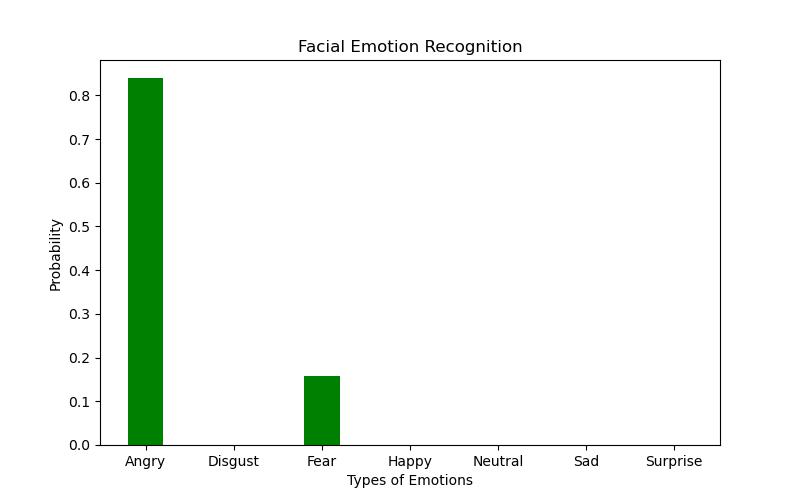 Facial Emotion Recognition
0.8
0.7
0.6
0.5
0.4
0.3
0.2
0.1
0.0
Probability
Angry Disgust Fear Happy Neutral Sad Surprise
Types of Emotions